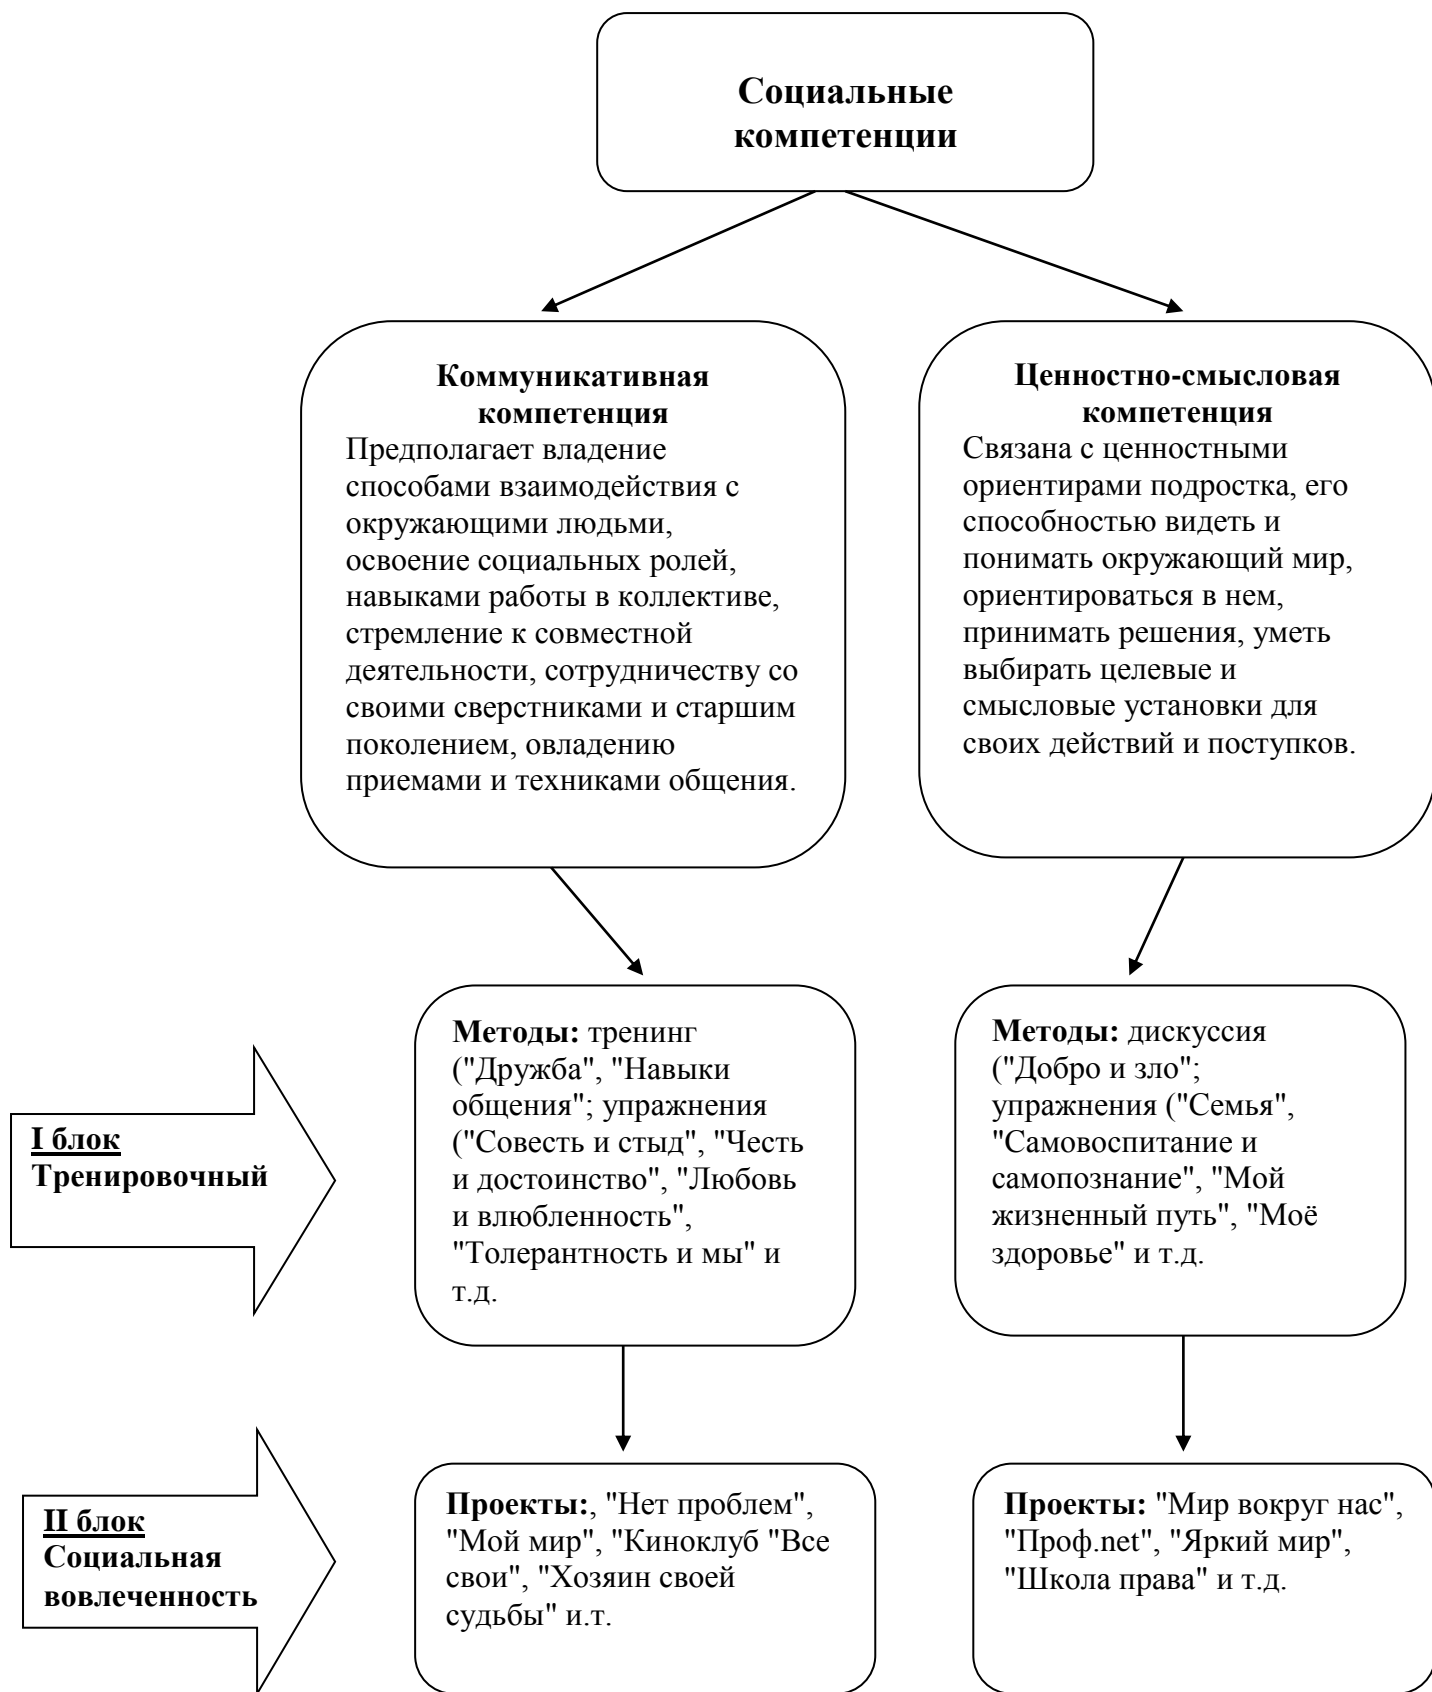 Социальные
компетенции
Коммуникативная
компетенция
Предполагает владение
способами взаимодействия с
окружающими людьми,
освоение социальных ролей,
навыками работы в коллективе,
стремление к совместной
деятельности, сотрудничеству со
своими сверстниками и старшим
поколением, овладению
приемами и техниками общения.
Ценностно-смысловая
компетенция
Связана с ценностными
ориентирами подростка, его
способностью видеть и
понимать окружающий мир,
ориентироваться в нем,
принимать решения, уметь
выбирать целевые и
смысловые установки для
своих действий и поступков.
I блок
Тренировочный
Методы: тренинг
("Дружба", "Навыки
общения"; упражнения
("Совесть и стыд", "Честь
и достоинство", "Любовь
и влюбленность",
"Толерантность и мы" и
т.д.
Методы: дискуссия
("Добро и зло";
упражнения ("Семья",
"Самовоспитание и
самопознание", "Мой
жизненный путь", "Моё
здоровье" и т.д.
II блок
Социальная
вовлеченность
Проекты:, "Нет проблем",
"Мой мир", "Киноклуб "Все
свои", "Хозяин своей
судьбы" и.т.
Проекты: "Мир вокруг нас",
"Проф.net", "Яркий мир",
"Школа права" и т.д.